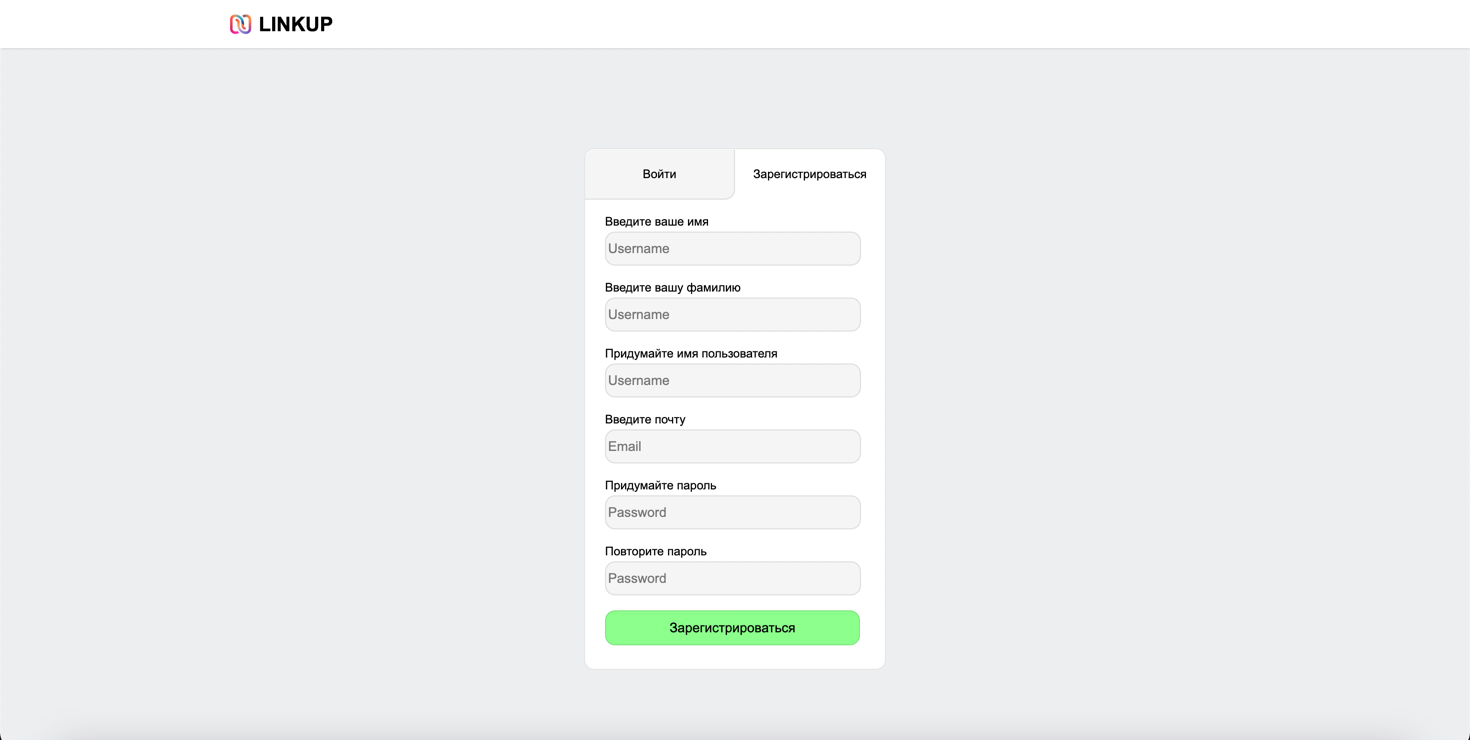 LINKUP
Войти
Зарегистрироваться
Введите ваше имя
Username
Введите вашу фамилию
Username
Придумайте имя пользователя
Username
Введите почту
Email
Придумайте пароль
Password
Повторите пароль
Password
Зарегистрироваться